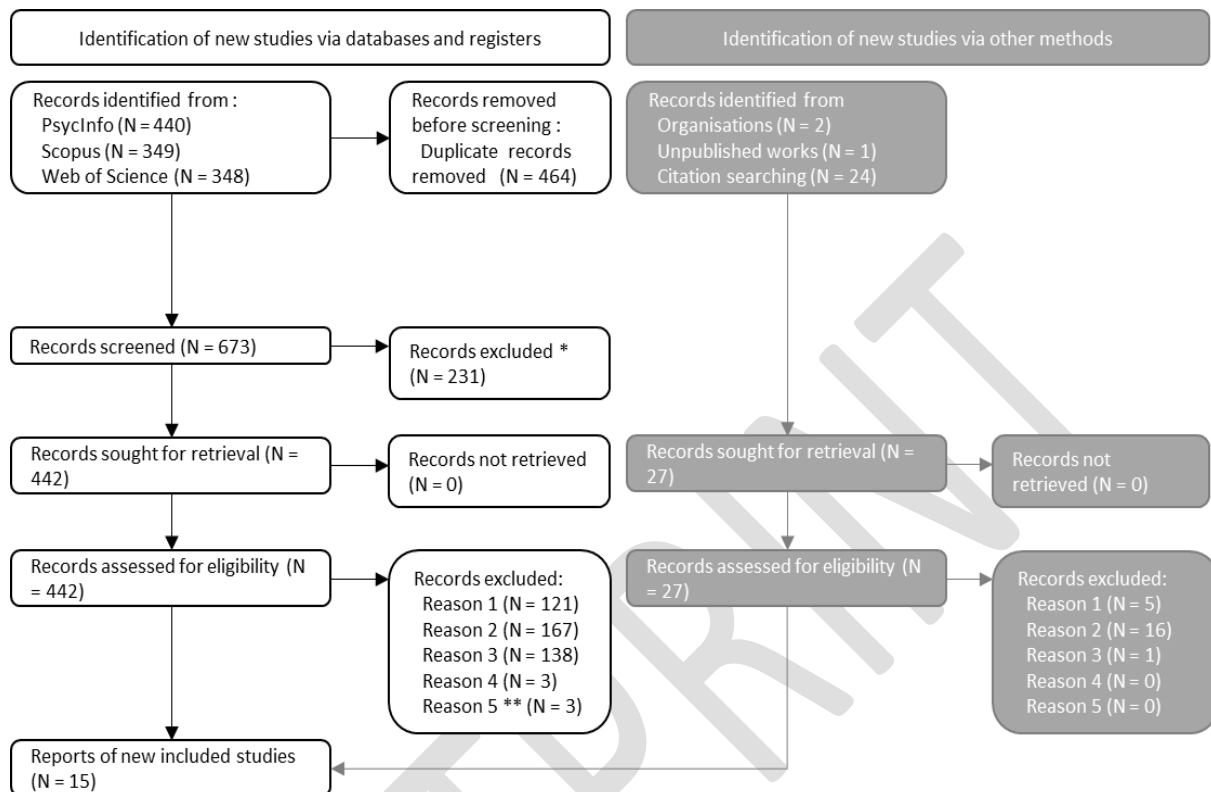 Identification of new studies via databases and registers
Identification of new studies via other methods
Records identified from :
PsycInfo (N = 440)
Scopus (N = 349)
Web of Science (N = 348)
Records removed
before screening :
Duplicate records
removed (N = 464)
Records identified from
Organisations (N = 2)
Unpublished works (N = 1)
Citation searching (N = 24)
Records screened (N = 673)
Records excluded *
(N = 231)
Records sought for retrieval (N =
442)
Records not retrieved
(N = 0)
Records sought for retrieval (N =
27)
Records not
retrieved (N = 0)
Records assessed for eligibility (N
= 442)
Records excluded:
Reason 1 (N = 121)
Reason 2 (N = 167)
Reason 3 (N = 138)
Reason 4 (N = 3)
Reason 5 ** (N = 3)
Records assessed for eligibility (N
= 27)
Records excluded:
Reason 1 (N = 5)
Reason 2 (N = 16)
Reason 3 (N = 1)
Reason 4 (N = 0)
Reason 5 (N = 0)
Reports of new included studies
(N = 15)